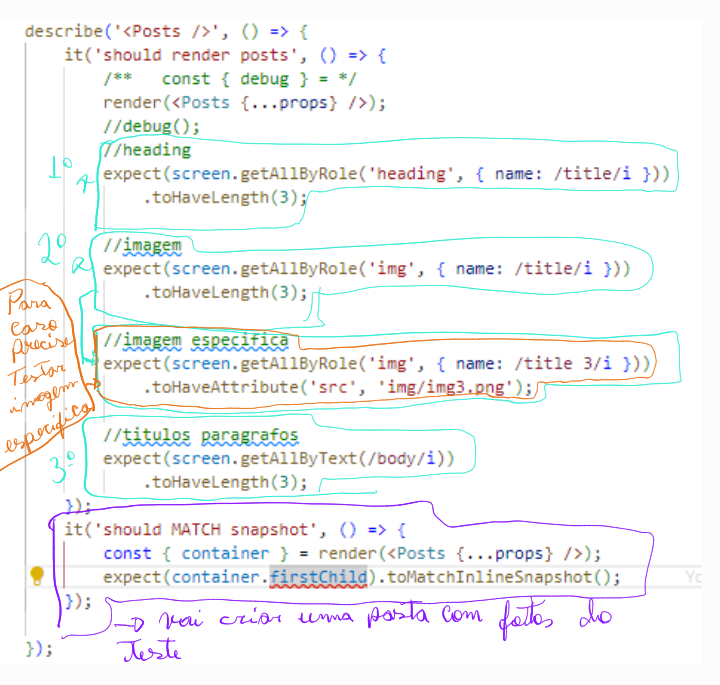 describe('<Posts />', () => {
it('should render posts', () => {
/** const { debug } = */
render(<Posts {...props} />);
//debug();
//heading
1º
expect(screen.getAllByRole('heading', { name: /title/i }))
.toHaveLength(3);
2º
//imagem
expect(screen.getAllByRole('img', { name: /title/i }))
.toHaveLength(3);
Para
caso
precise
Testar
imagem
especifica
//imagem especifica
expect(screen.getAllByRole('img', { name: /title 3/i }))
.toHaveAttribute('src', 'img/img3.png');
3º
//titulos paragrafos
expect(screen.getAllByText(/body/i))
.toHaveLength(3);
});
it('should MATCH snapshot', () => {
const { container } = render(<Posts {...props} />);
expect(container.firstChild).toMatchInlineSnapshot();
Yo
});
→ vai criar uma pasta com fotos do
Teste
});